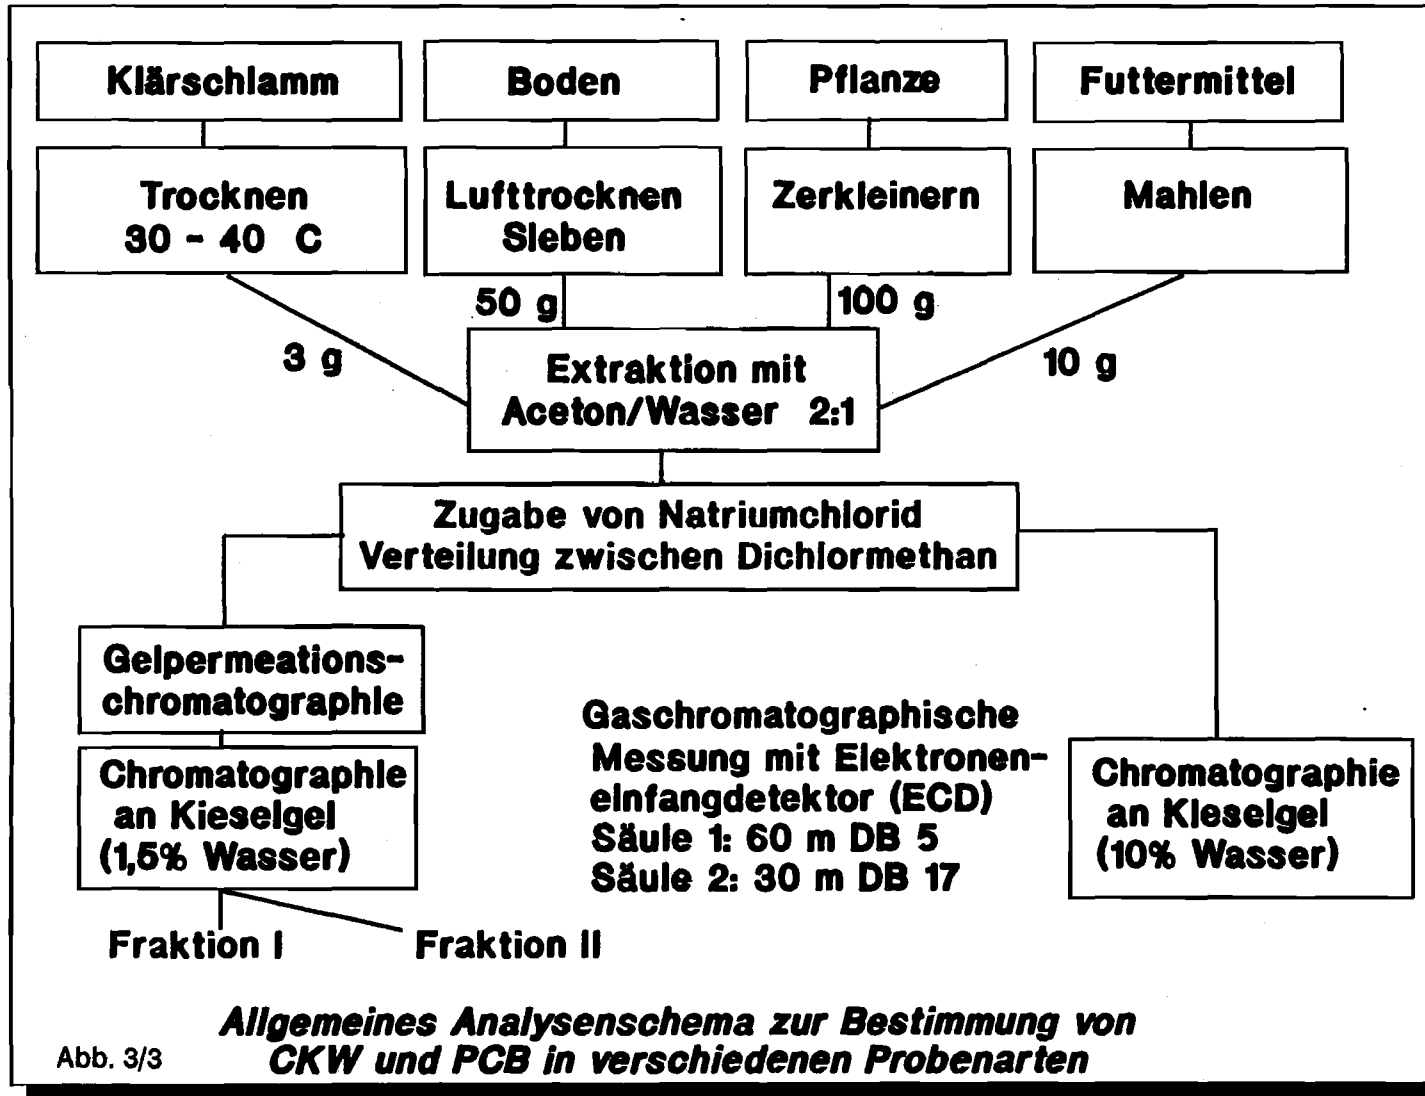 Klärschlamm
Boden
Pflanze
Futtermittel
Trocknen
30 - 40 C
Lufttrocknen
Sieben
Zerkleinern
Mahlen
3 g
50 g
100 g
10 g
Extraktion mit
Aceton/Wasser 2:1
Zugabe von Natriumchlorid
Verteilung zwischen Dichlormethan
Gelpermeations-
chromatographie
Chromatographie
an Kieselgel
(1,5% Wasser)
Fraktion I
Fraktion II
Gaschromatographische
Messung mit Elektronen-
einfangdetektor (ECD)
Säule 1: 60 m DB 5
Säule 2: 30 m DB 17
Chromatographie
an Kieselgel
(10% Wasser)
Allgemeines Analysenschema zur Bestimmung von
CKW und PCB in verschiedenen Probenarten
Abb. 3/3